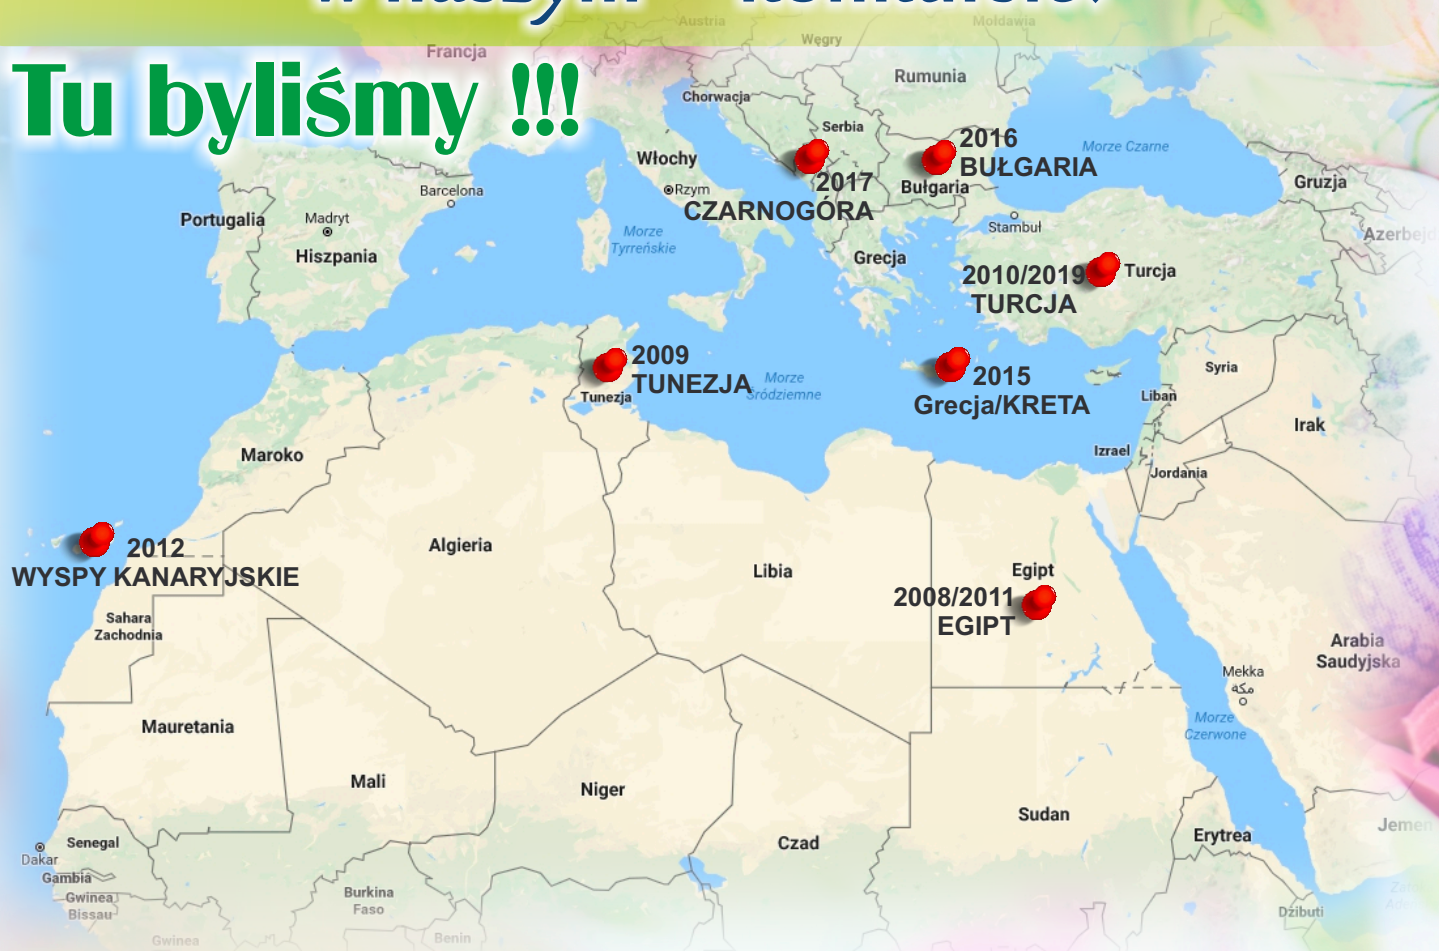 w naszym
Tu byliśmy !!!
Austria
Mołdawia
Francja
Węgry
Rumunia
Chorwacja
Serbia
2016
BUŁGARIA
Morze Czarne
Włochy
Rzym
2017
CZARNOGÓRA
Bułgaria
Gruzja
Barcelona
Portugalia
Madryt
Hiszpania
Morze
Tyrreńskie
Grecja
Stambuł
Azerbejd
2010/2019
TURCJA
Turcja
2009
TUNEZJA
Tunezja
Morze
Śródziemne
2015
Grecja/KRETA
Syria
Liban
Irak
Izrael
Jordania
Maroko
2012
WYSPY KANARYJSKIE
Algieria
Libia
Egipt
2008/2011
EGIPT
Sahara
Zachodnia
Arabia
Saudyjska
Mekka
مكة
Morze
Czerwone
Mauretania
Mali
Niger
Czad
Sudan
Erytrea
Jemen
Senegal
Dakar
Gambia
Gwinea
Bissau
Burkina
Faso
Dżibuti
Gwinea
Benin